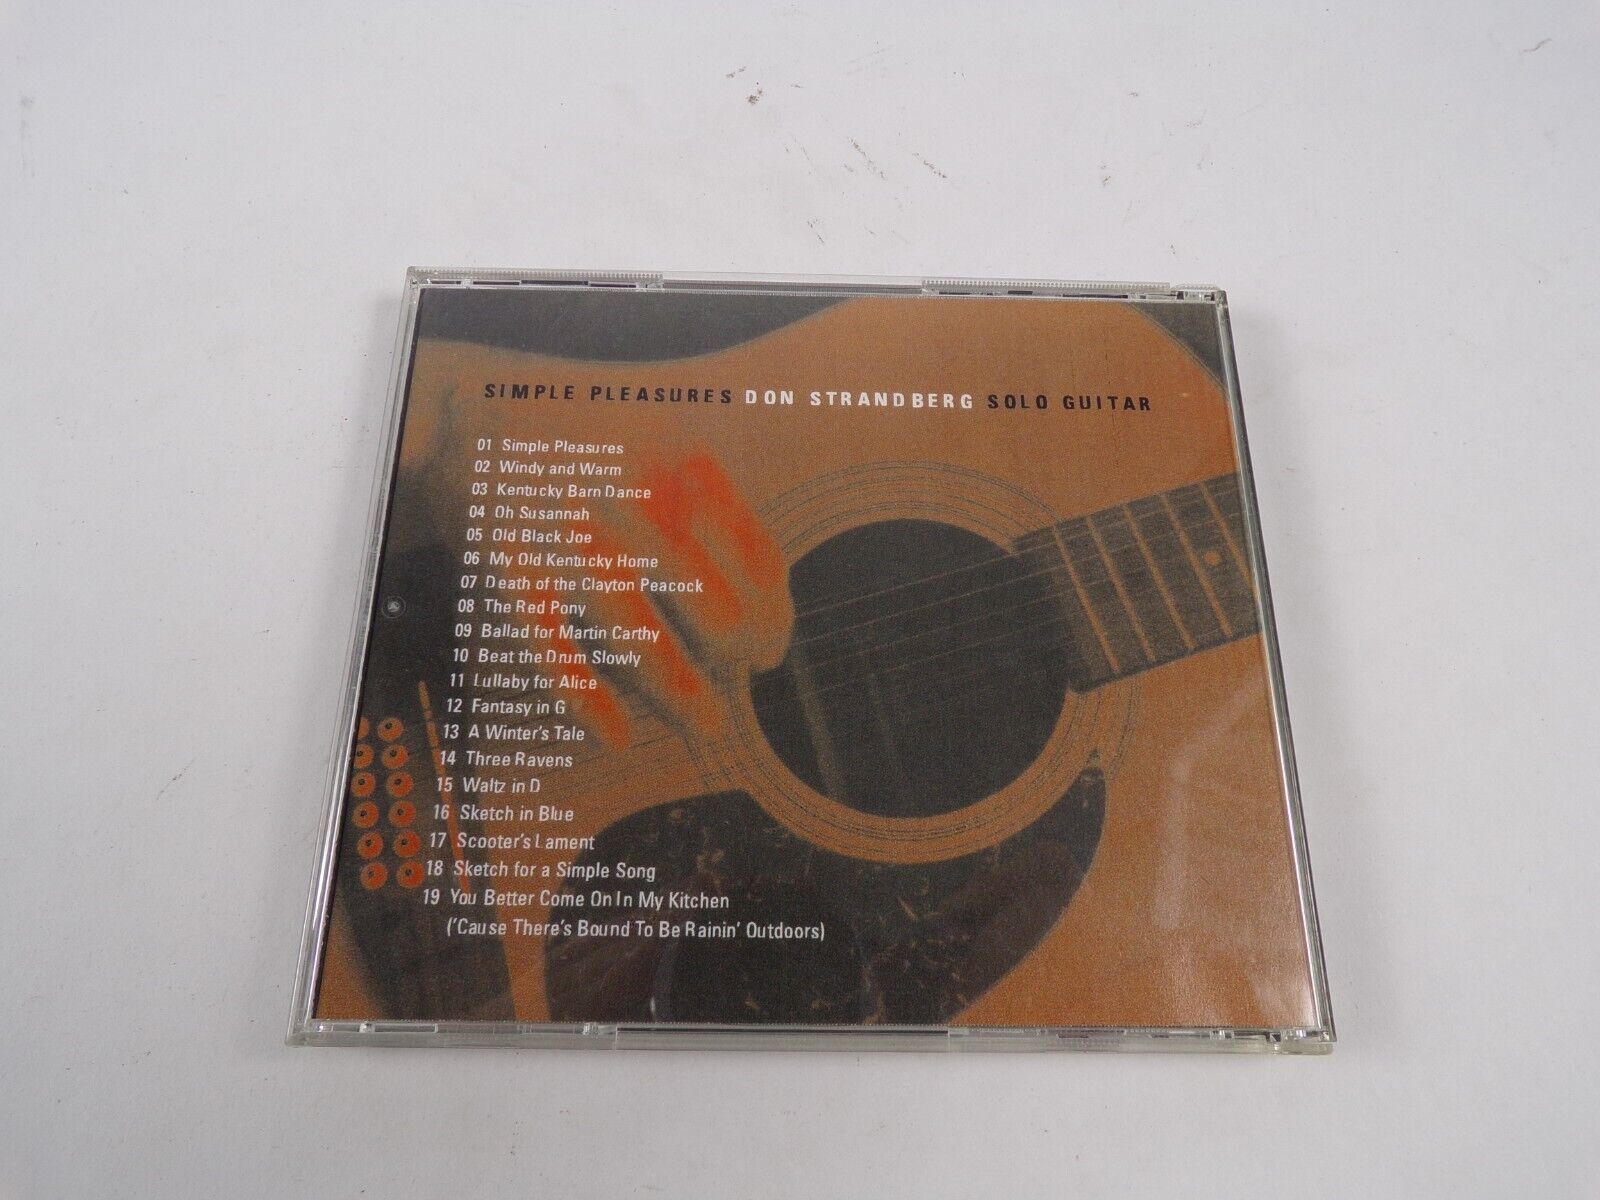 SIMPLE PLEASURES DON STRANDBERG SOLO GUITAR
01 Simple Pleasures
02 Windy and Warm
03 Kentucky Barn Dance
04 Oh Susannah
05 Old Black Joe
06 My Old Kentucky Home
07 Death of the Clayton Peacock
08 The Red Pony
09 Ballad for Martin Carthy
10 Beat the Drum Slowly
11 Lullaby for Alice
12 Fantasy in G
13 A Winter's Tale
14 Three Ravens
15 Waltz in D
16 Sketch in Blue
17 Scooter's Lament
18 Sketch for a Simple Song
19 You Better Come On In My Kitchen
('Cause There's Bound To Be Rainin' Outdoors)